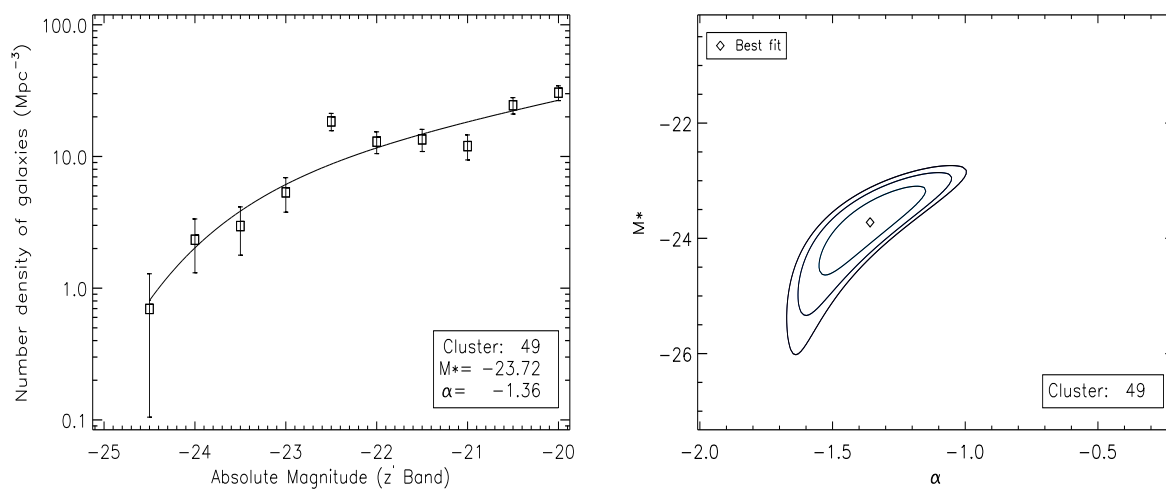 100.0
10.0
1.0
0.1
Number density of galaxies (Mpc⁻³)
−25 −24 −23 −22 −21 −20
Absolute Magnitude (z' Band)
Cluster: 49
M*= −23.72
α= −1.36
◇ Best fit
−22
−24
−26
M*
−2.0 −1.5 −1.0 −0.5
α
Cluster: 49